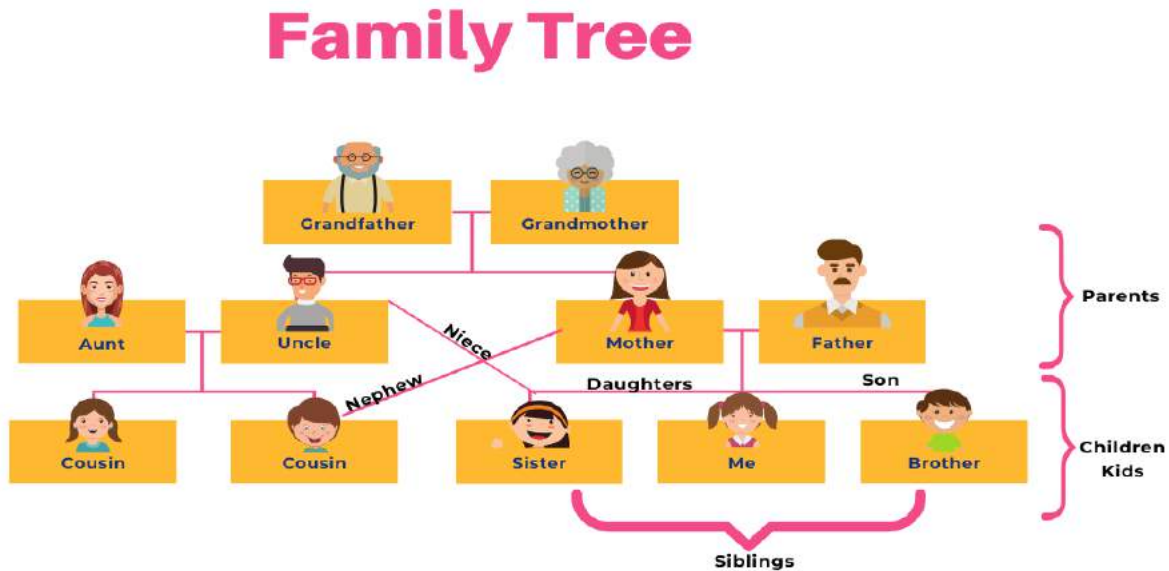 Family Tree
Grandfather
Grandmother
Parents
Aunt
Uncle
Niece
Mother
Father
Nephew
Daughters
Son
Cousin
Cousin
Sister
Me
Brother
Children
Kids
Siblings